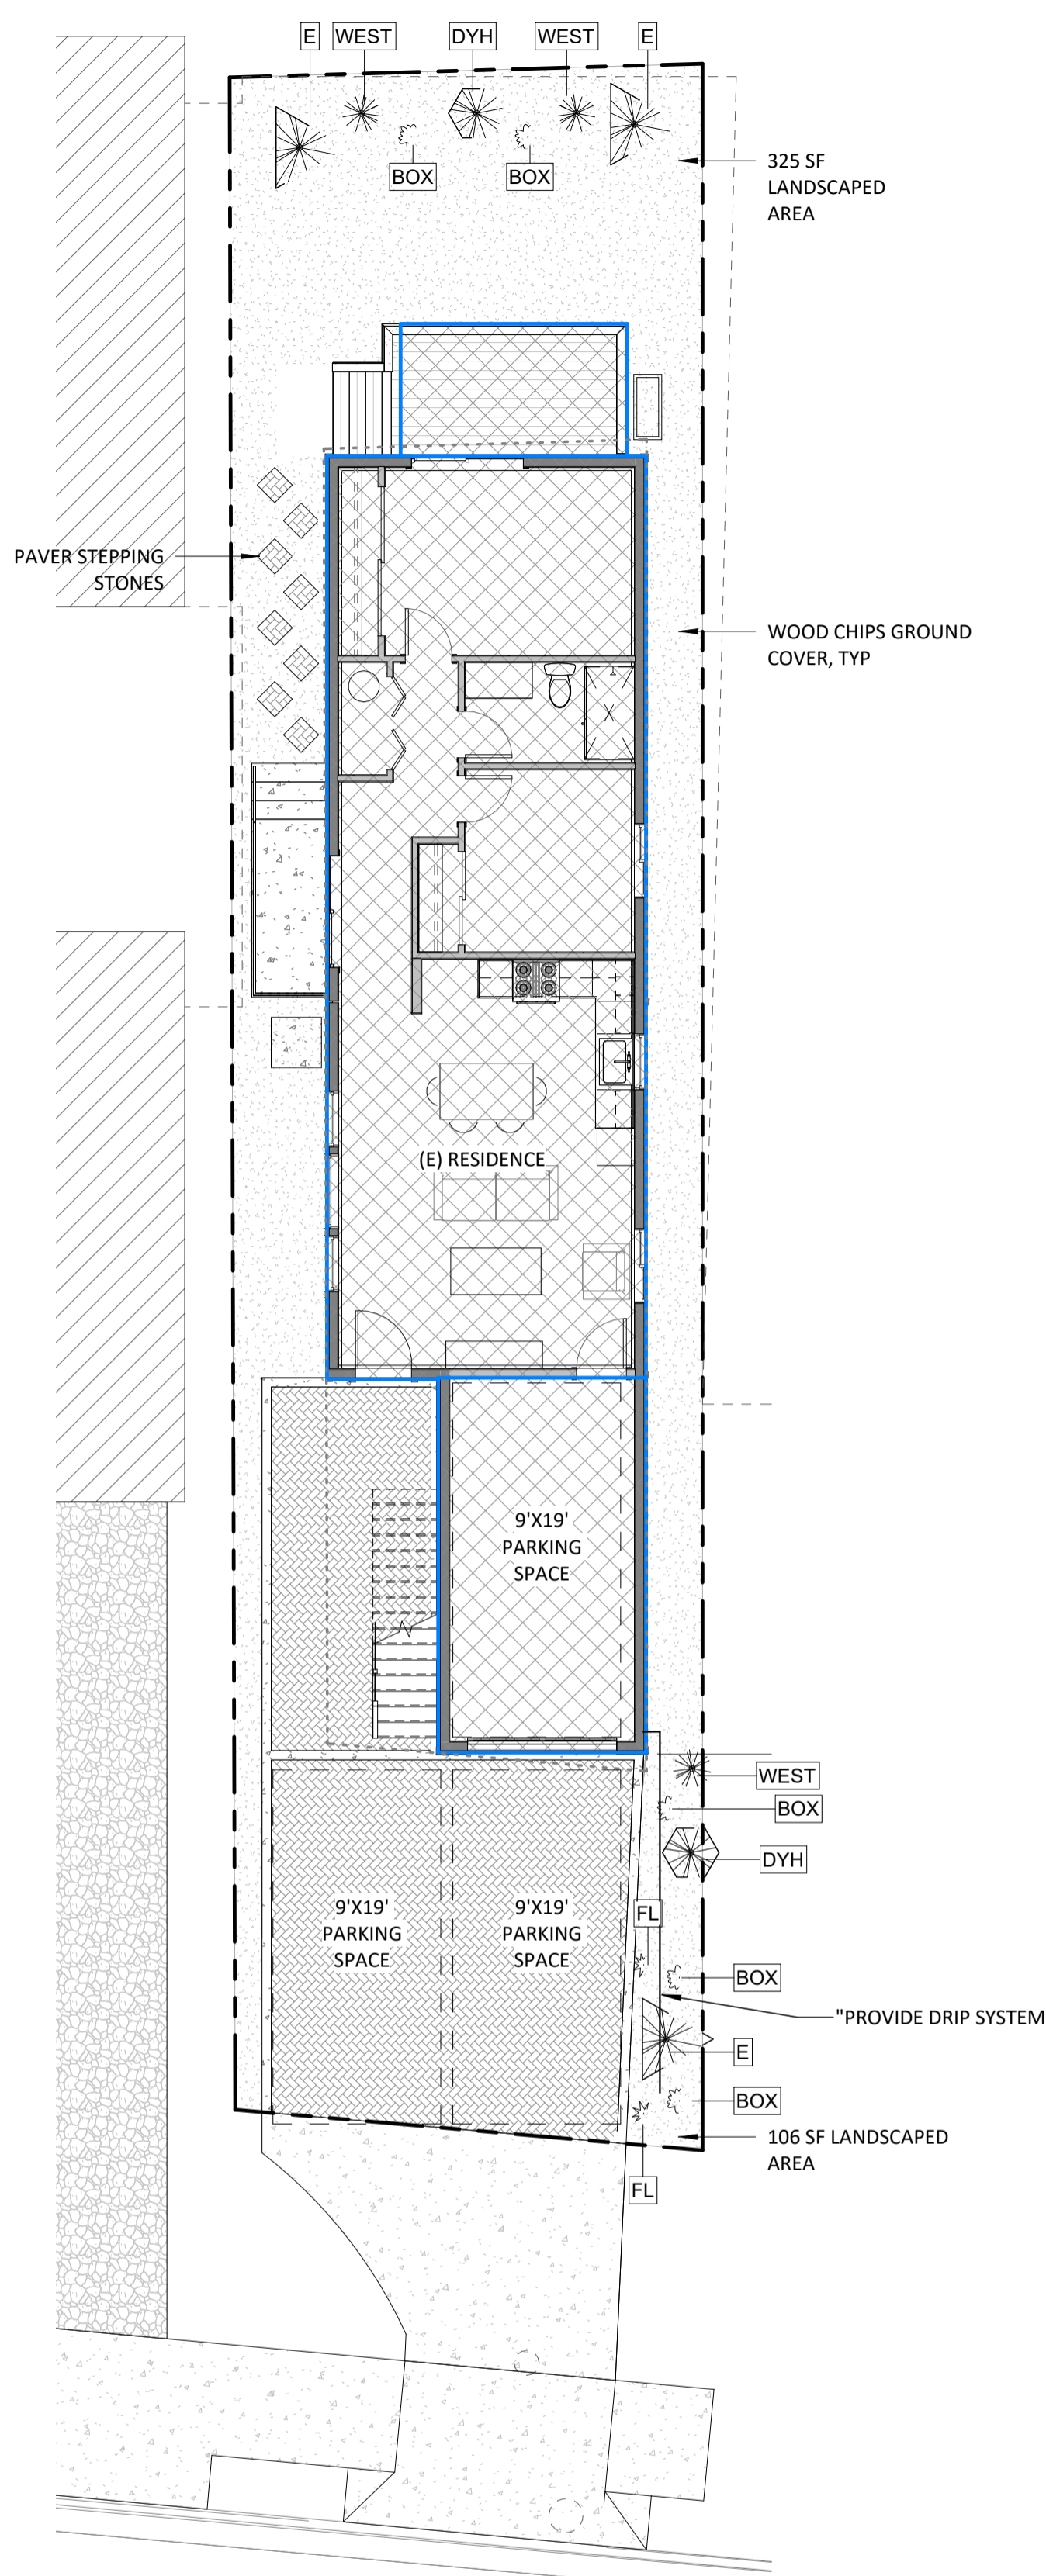 E
WEST
DYH
WEST
E
BOX
BOX
325 SF
LANDSCAPED
AREA
PAVER STEPPING
STONES
WOOD CHIPS GROUND
COVER, TYP
(E) RESIDENCE
9'X19'
PARKING
SPACE
WEST
BOX
DYH
9'X19'
PARKING
SPACE
9'X19'
PARKING
SPACE
FL
BOX
"PROVIDE DRIP SYSTEM
E
BOX
106 SF LANDSCAPED
AREA
FL